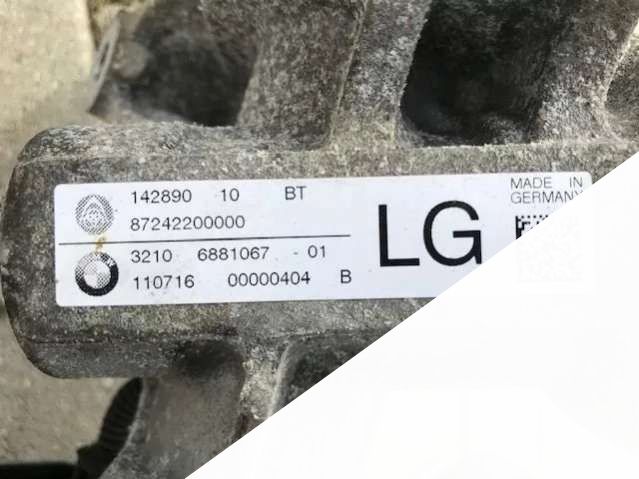 142890 10 BT
87242200000
3210 6881067 -01
110716 00000404 B
LG
MADE IN
GERMANY